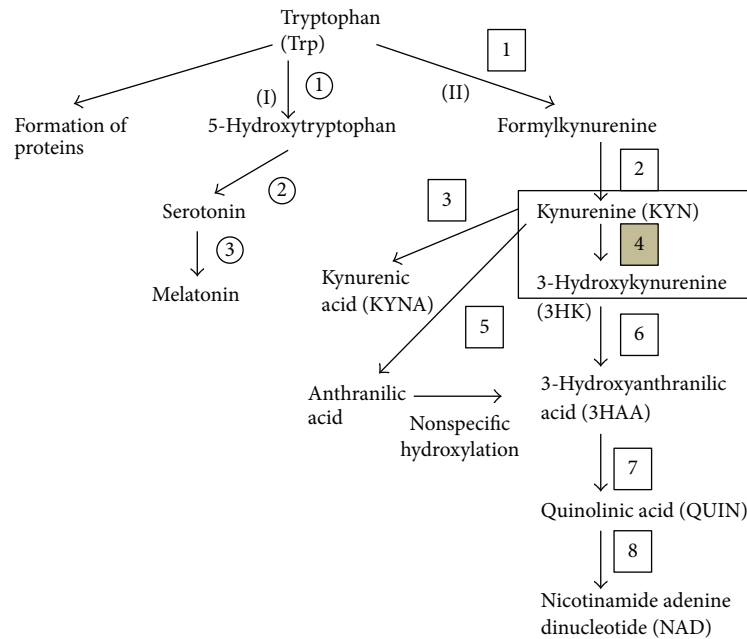 Tryptophan
(Trp)
1
(I)
1
(II)
Formation of
proteins
5-Hydroxytryptophan
Formylkynurenine
2
2
3
Serotonin
Kynurenine (KYN)
3
4
Melatonin
Kynurenic
acid (KYNA)
3-Hydroxykynurenine
(3HK)
5
6
Anthranilic
acid
Nonspecific
hydroxylation
3-Hydroxyanthranilic
acid (3HAA)
7
Quinolinic acid (QUIN)
8
Nicotinamide adenine
dinucleotide (NAD)